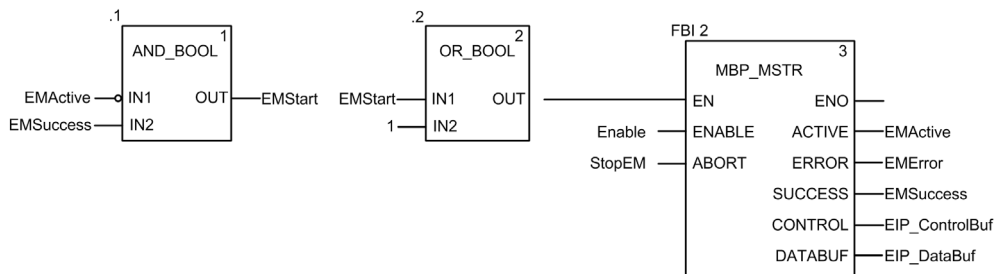 .1
1
AND_BOOL
EMActive IN1 OUT EMStart
EMSuccess IN2
.2
2
OR_BOOL
EMStart IN1 OUT
1 IN2
FBI 2
3
MBP_MSTR
EN ENO
Enable ENABLE ACTIVE EMActive
StopEM ABORT ERROR EMError
SUCCESS EMSuccess
CONTROL EIP_ControlBuf
DATABUF EIP_DataBuf